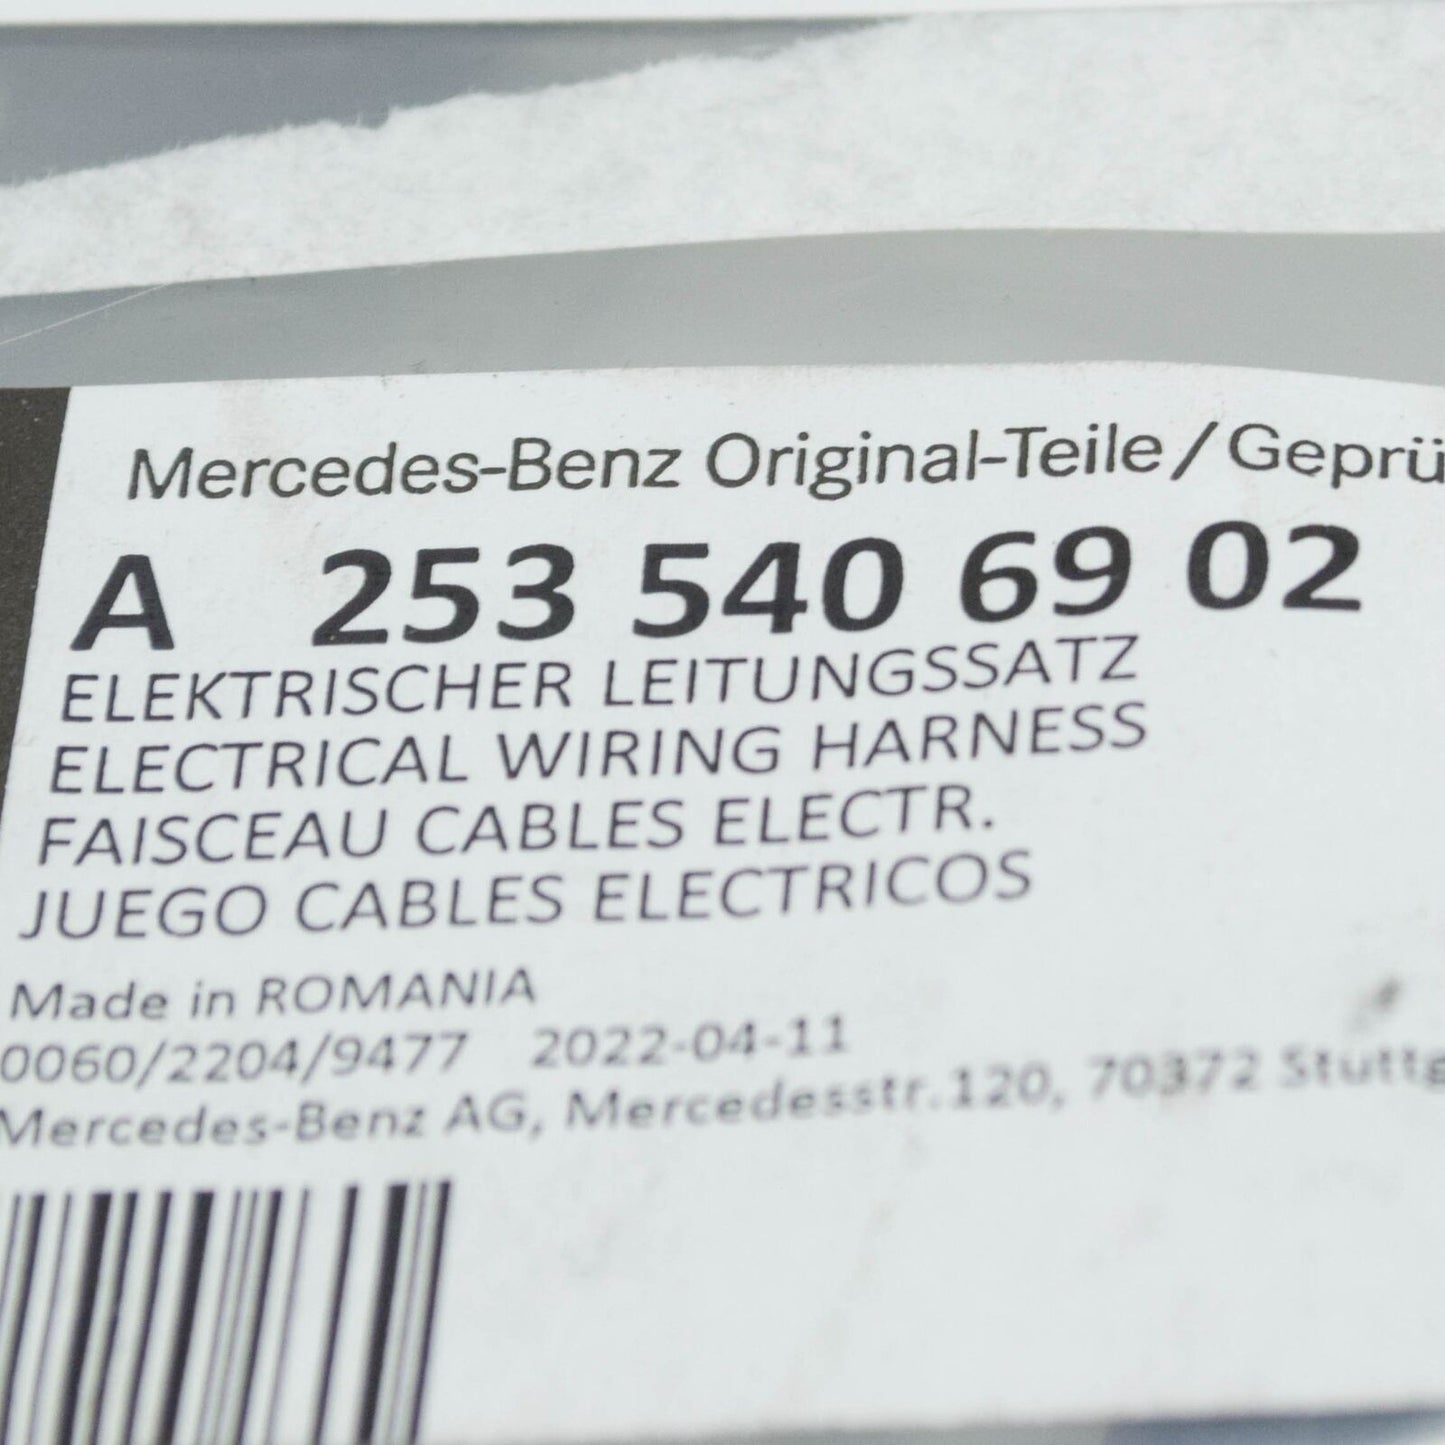 Mercedes-Benz Original-Teile/Geprü
A 253 540 69 02
ELEKTRISCHER LEITUNGSSATZ
ELECTRICAL WIRING HARNESS
FAISCEAU CABLES ELECTR.
JUEGO CABLES ELECTRICOS
Made in ROMANIA
0060/2204/9477 2022-04-11
Mercedes-Benz AG, Mercedesstr.120, 70372 Stuttg